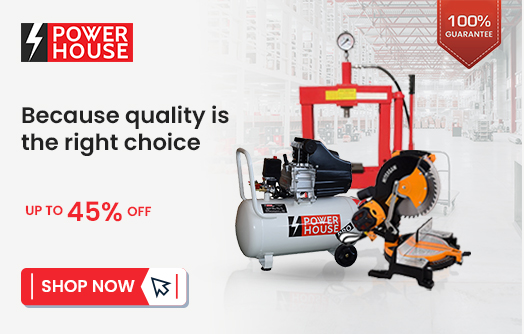 POWER
HOUSE
100%
GUARANTEE
Because quality is
the right choice
UP TO 45% OFF
POWER
HOUSE
SHOP NOW